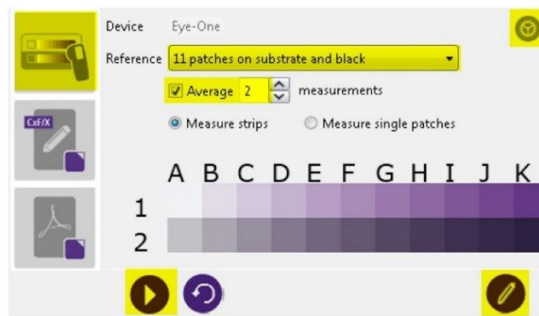 Device Eye-One
Reference 11 patches on substrate and black
Average 2 measurements
Measure strips Measure single patches
CxF/X
A B C D E F G H I J K
1
2